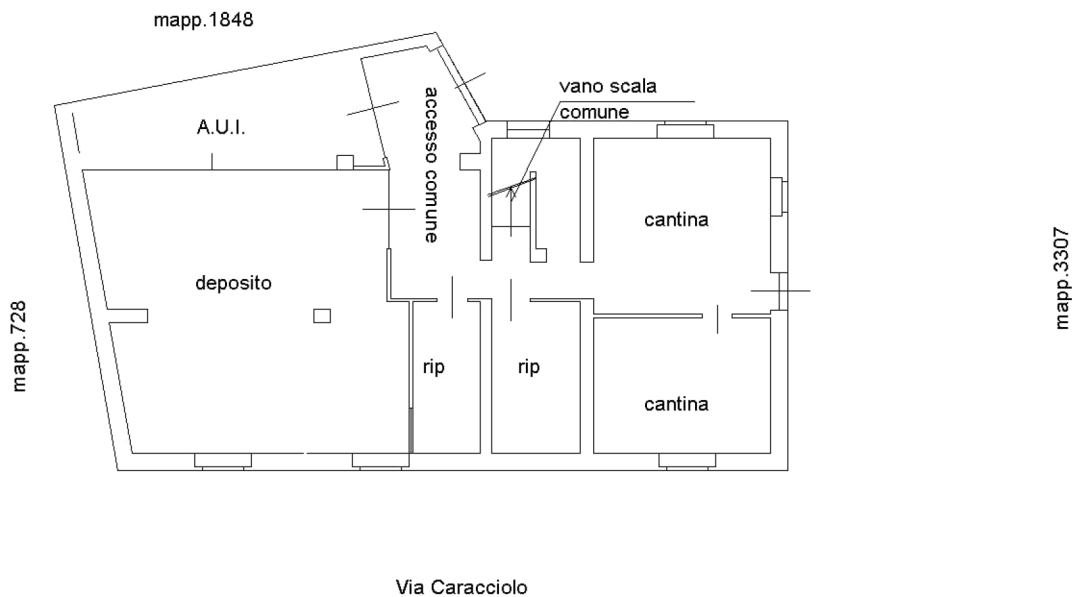 mapp.1848
vano scala
comune
A.U.I.
accesso comune
cantina
deposito
mapp.3307
mapp.728
rip
rip
cantina
Via Caracciolo